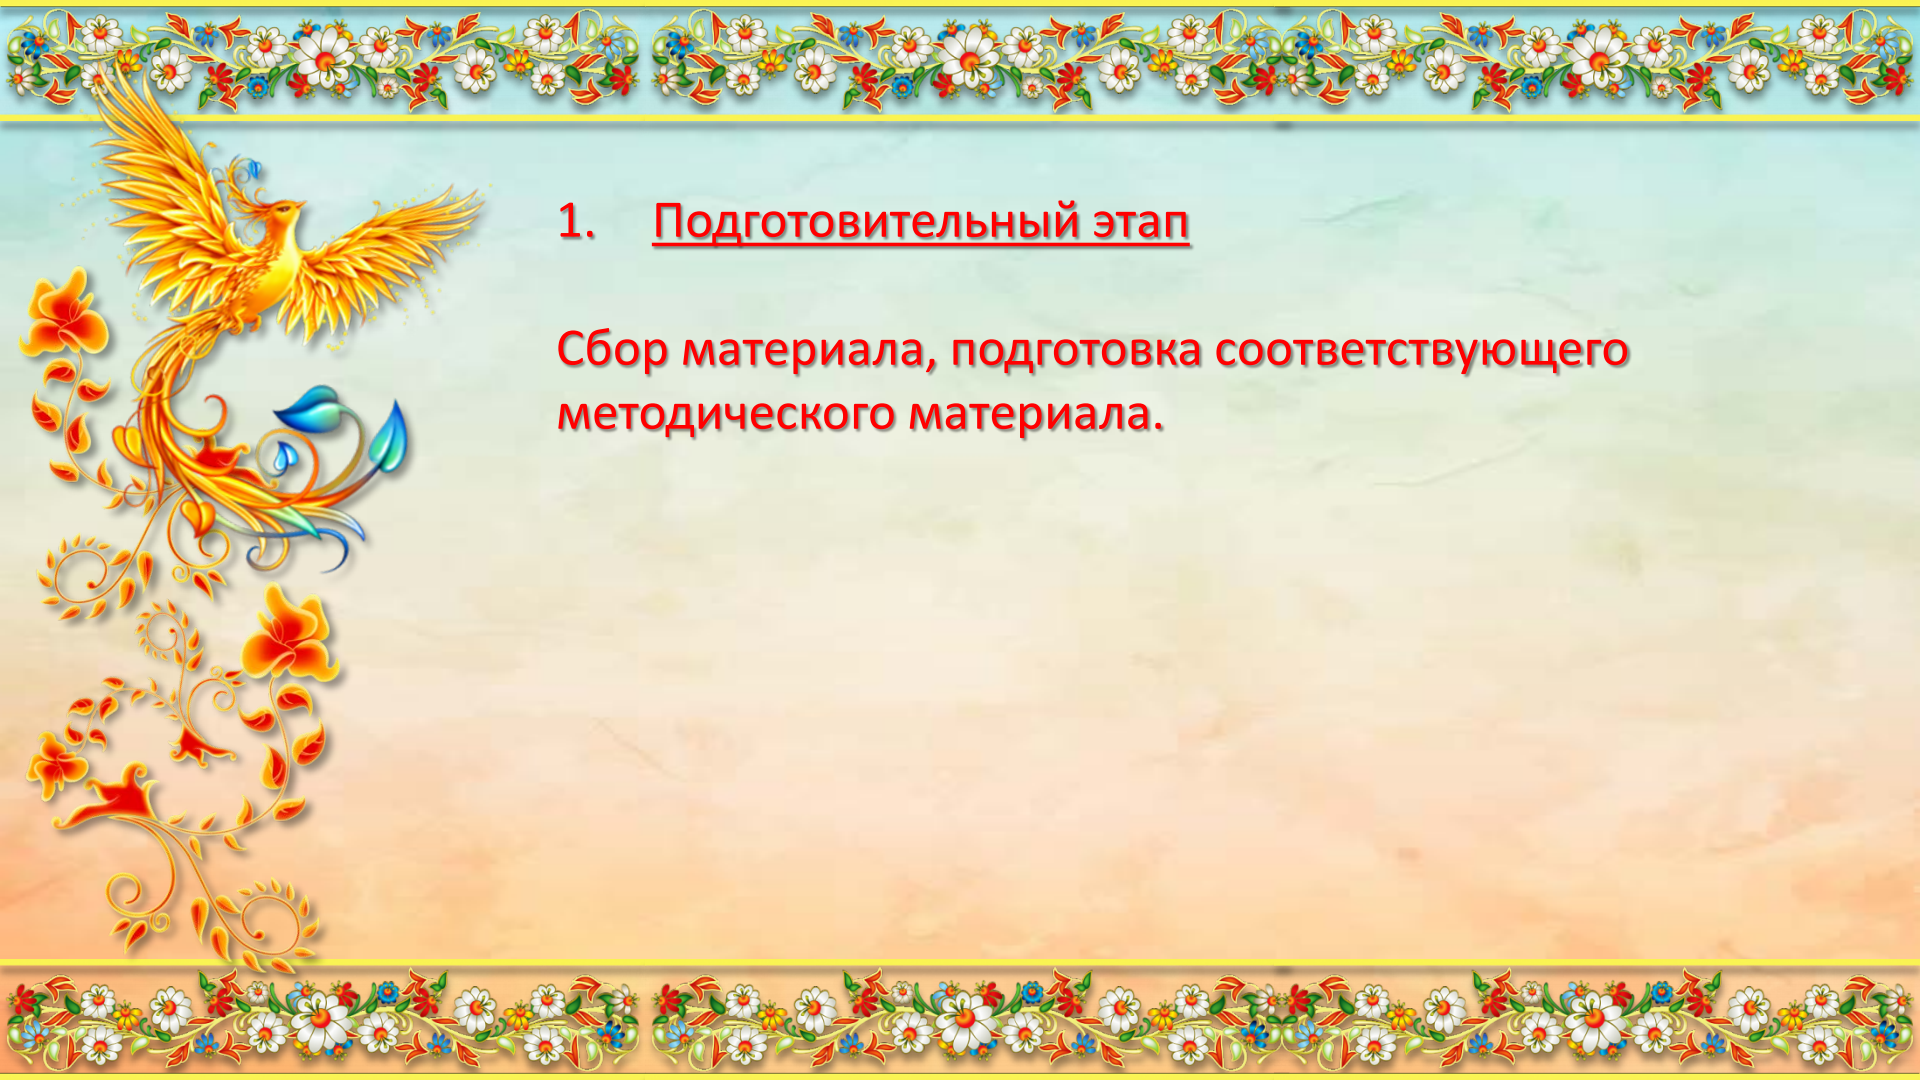 1. Подготовительный этап
Сбор материала, подготовка соответствующего
методического материала.